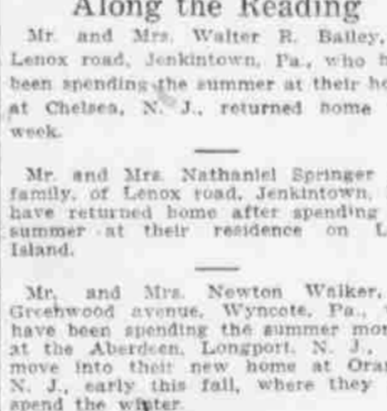 Along the Reading
Mr. and Mrs. Walter R. Bailey,
Lenox road, Jenkintown, Pa., who h
been spending the summer at their ho
at Chelsea, N. J., returned home
week.
Mr. and Mrs. Nathaniel Springer
family, of Lenox road, Jenkintown,
have returned home after spending
summer at their residence on L
Island.
Mr. and Mrs. Newton Walker,
Greenwood avenue, Wyncote, Pa.,
have been spending the summer mon
at the Aberdeen, Longport, N. J.,
move into their new home at Oran
N. J., early this fall, where they
spend the winter.